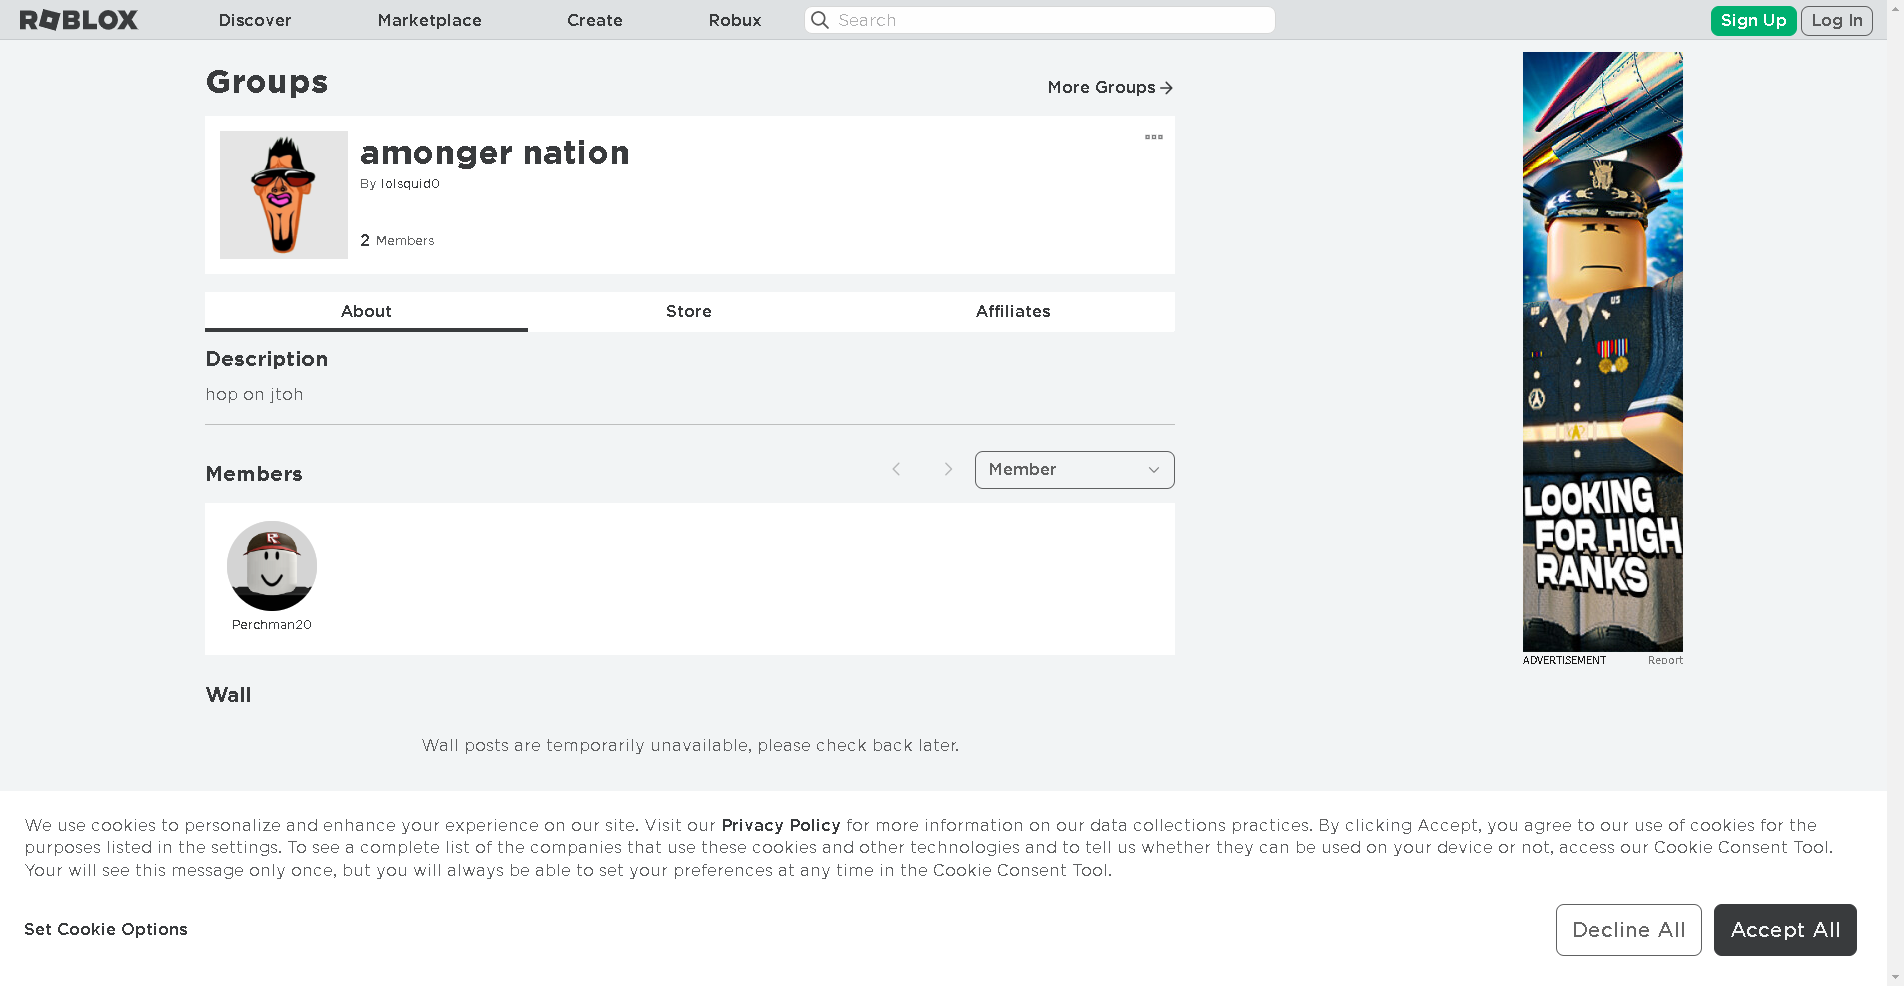 ROBLOX Discover Marketplace Create Robux Search Sign Up Log In
Groups
More Groups
amonger nation
By lolsquid0
2 Members
About Store Affiliates
Description
hop on jtoh
Members
Member
R
Perchman20
Wall
Wall posts are temporarily unavailable, please check back later.
US
US
LOOKING
FOR HIGH
RANKS
ADVERTISEMENT Report
We use cookies to personalize and enhance your experience on our site. Visit our Privacy Policy for more information on our data collections practices. By clicking Accept, you agree to our use of cookies for the
purposes listed in the settings. To see a complete list of the companies that use these cookies and other technologies and to tell us whether they can be used on your device or not, access our Cookie Consent Tool.
Your will see this message only once, but you will always be able to set your preferences at any time in the Cookie Consent Tool.
Set Cookie Options
Decline All Accept All